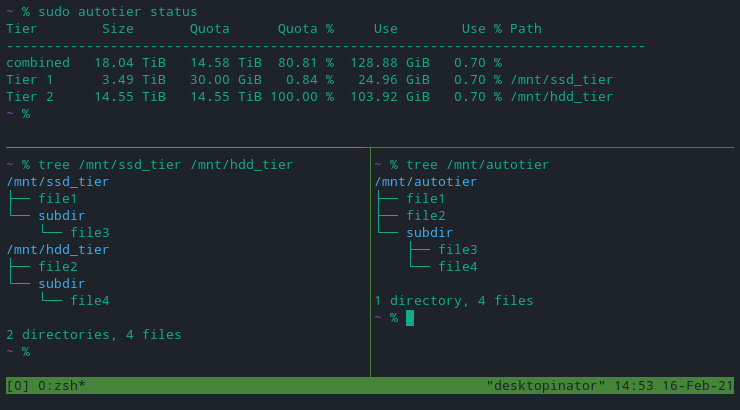 ~ % sudo autotier status
Tier        Size       Quota      Quota %     Use        Use % Path
--------------------------------------------------------------------------------
combined   18.04 TiB   14.58 TiB  80.81 %  128.88 GiB   0.70 %
Tier 1      3.49 TiB   30.00 GiB   0.84 %   24.96 GiB   0.70 % /mnt/ssd_tier
Tier 2     14.55 TiB   14.55 TiB 100.00 %  103.92 GiB   0.70 % /mnt/hdd_tier
~ %
~ % tree /mnt/ssd_tier /mnt/hdd_tier
/mnt/ssd_tier
├── file1
└── subdir
    └── file3
/mnt/hdd_tier
├── file2
└── subdir
    └── file4
2 directories, 4 files
~ %
~ % tree /mnt/autotier
/mnt/autotier
├── file1
├── file2
└── subdir
    ├── file3
    └── file4
1 directory, 4 files
~ %
[0] 0:zsh* "desktopinator" 14:53 16-Feb-21